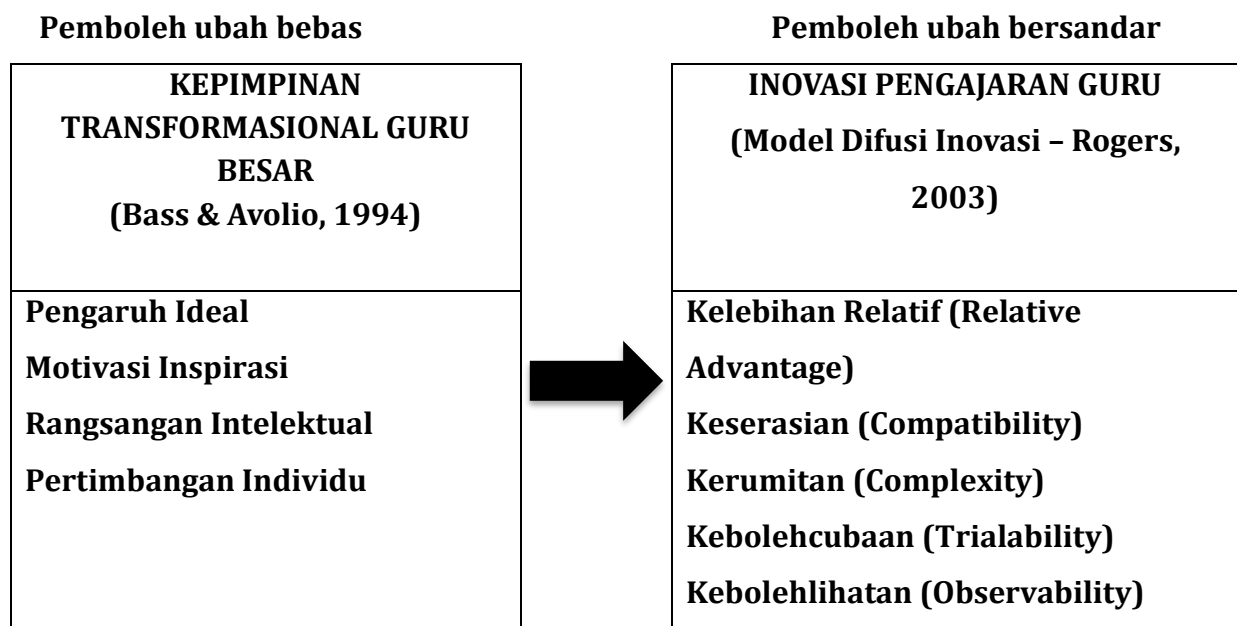 Pemboleh ubah bebas
KEPIMPINAN
TRANSFORMASIONAL GURU
BESAR
(Bass & Avolio, 1994)
Pengaruh Ideal
Motivasi Inspirasi
Rangsangan Intelektual
Pertimbangan Individu
Pemboleh ubah bersandar
INOVASI PENGAJARAN GURU
(Model Difusi Inovasi – Rogers,
2003)
Kelebihan Relatif (Relative
Advantage)
Keserasian (Compatibility)
Kerumitan (Complexity)
Kebolehcubaan (Trialability)
Kebolehlihatan (Observability)